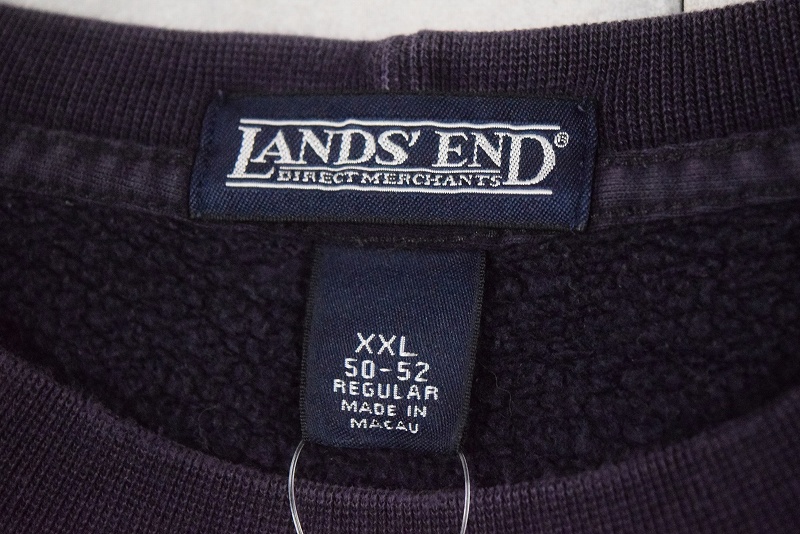 LANDS' END®
DIRECT MERCHANTS
XXL
50-52
REGULAR
MADE IN
MACAU